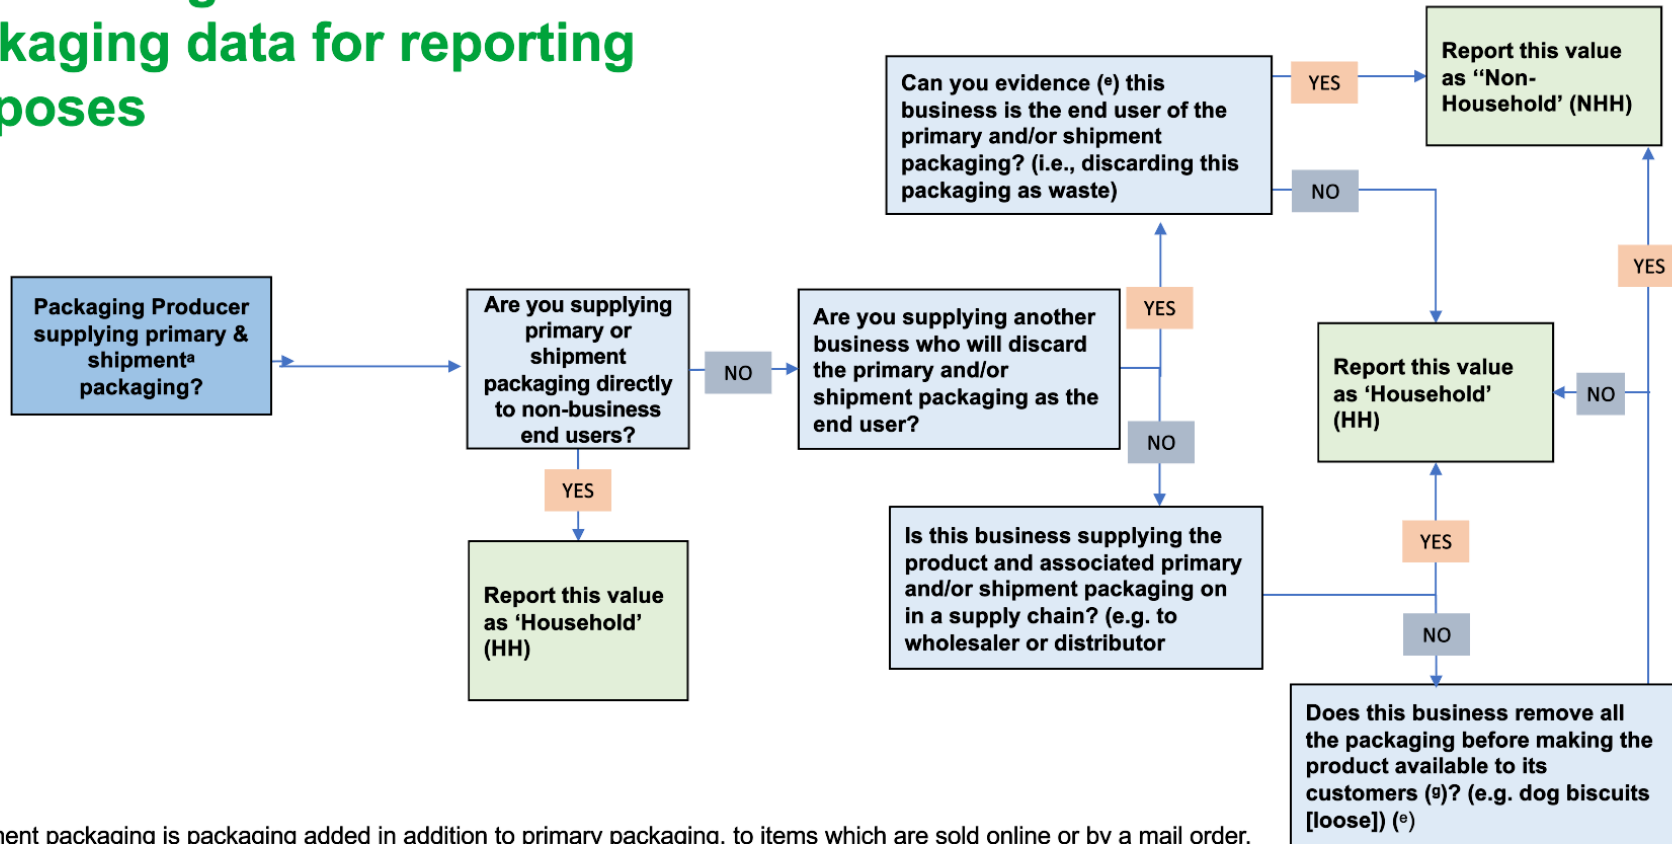 kaging data for reporting
poses
Report this value
as “Non-
Household’ (NHH)
Can you evidence (ᵉ) this
business is the end user of the
primary and/or shipment
packaging? (i.e., discarding this
packaging as waste)
YES
NO
YES
Packaging Producer
supplying primary &
shipmentᵃ
packaging?
Are you supplying
primary or
shipment
packaging directly
to non-business
end users?
NO
Are you supplying another
business who will discard
the primary and/or
shipment packaging as the
end user?
YES
NO
Report this value
as ‘Household’
(HH)
NO
YES
Report this value
as ‘Household’
(HH)
Is this business supplying the
product and associated primary
and/or shipment packaging on
in a supply chain? (e.g. to
wholesaler or distributor
YES
NO
Does this business remove all
the packaging before making the
product available to its
customers (ᵍ)? (e.g. dog biscuits
[loose]) (ᵉ)
ment packaging is packaging added in addition to primary packaging, to items which are sold online or by a mail order.